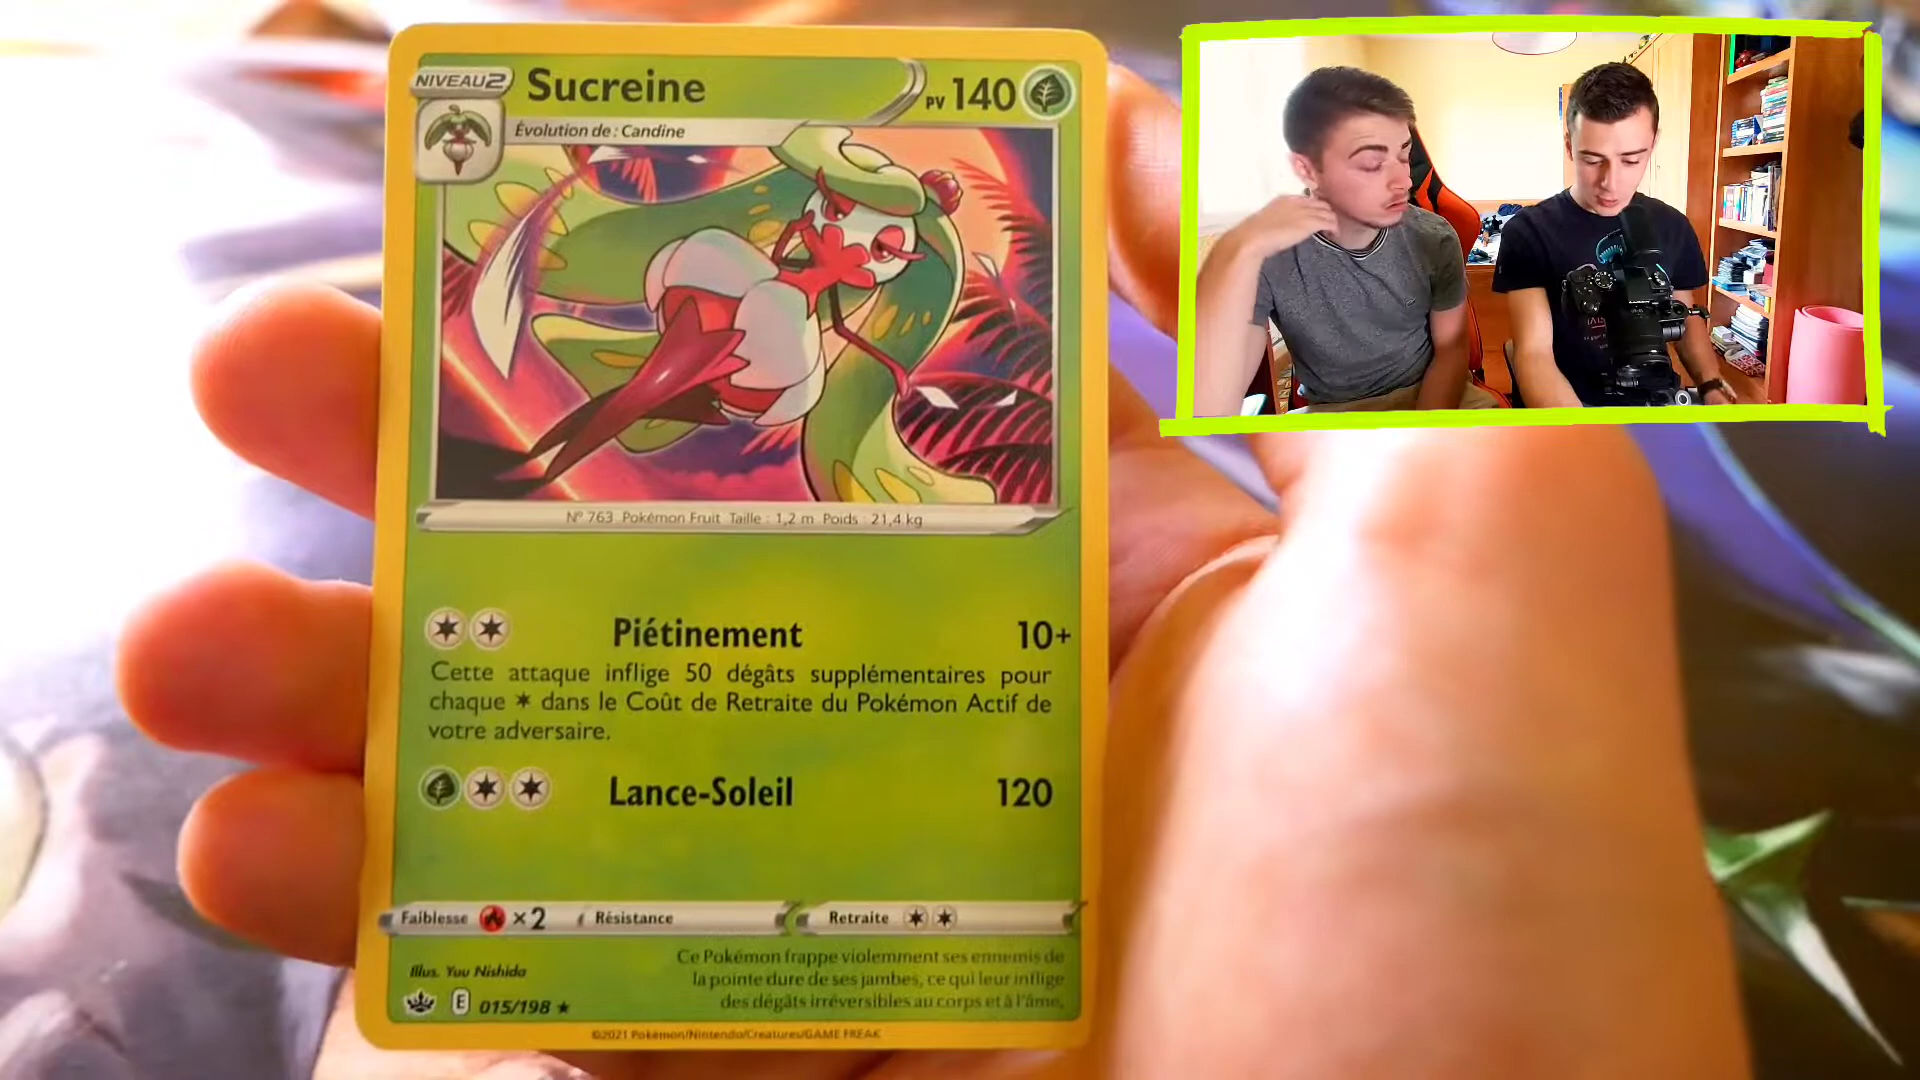 NIVEAU2
Sucreine
PV 140
Évolution de : Candine
Nº 763 Pokémon Fruit Taille : 1,2 m Poids : 21,4 kg
Piétinement 10+
Cette attaque inflige 50 dégâts supplémentaires pour
chaque ✶ dans le Coût de Retraite du Pokémon Actif de
votre adversaire.
Lance-Soleil 120
Faiblesse ×2 Résistance Retraite
Ce Pokémon frappe violemment ses ennemis de
la pointe dure de ses jambes, ce qui leur inflige
des dégâts irréversibles au corps et à l'âme.
Illus. Yuu Nishida
E 015/198 ★
©2021 Pokémon/Nintendo/Creatures/GAME FREAK